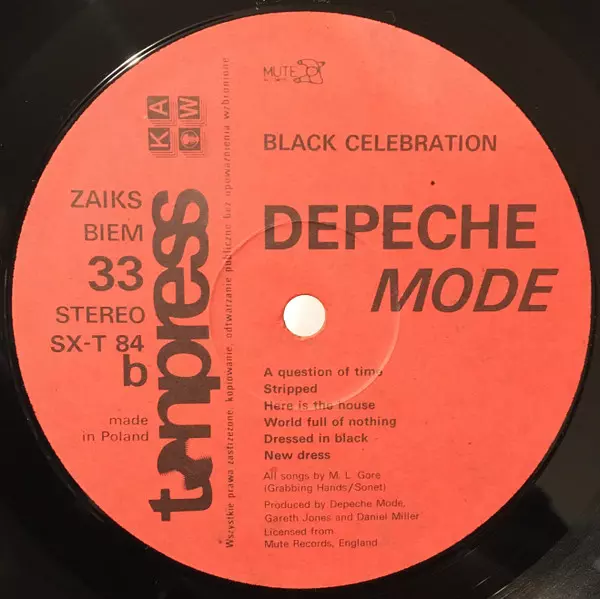 MUTE
K A
W
BLACK CELEBRATION
DEPECHE
MODE
ZAIKS
BIEM
33
STEREO
SX-T 84
b
made
in Poland
tonpress
Wszystkie prawa zastrzeżone, kopiowanie, odtwarzanie publiczne bez upoważnienia wzbronione
A question of time
Stripped
Here is the house
World full of nothing
Dressed in black
New dress
All songs by M. L. Gore
(Grabbing Hands/Sonet)
Produced by Depeche Mode,
Gareth Jones and Daniel Miller
Licensed from
Mute Records, England